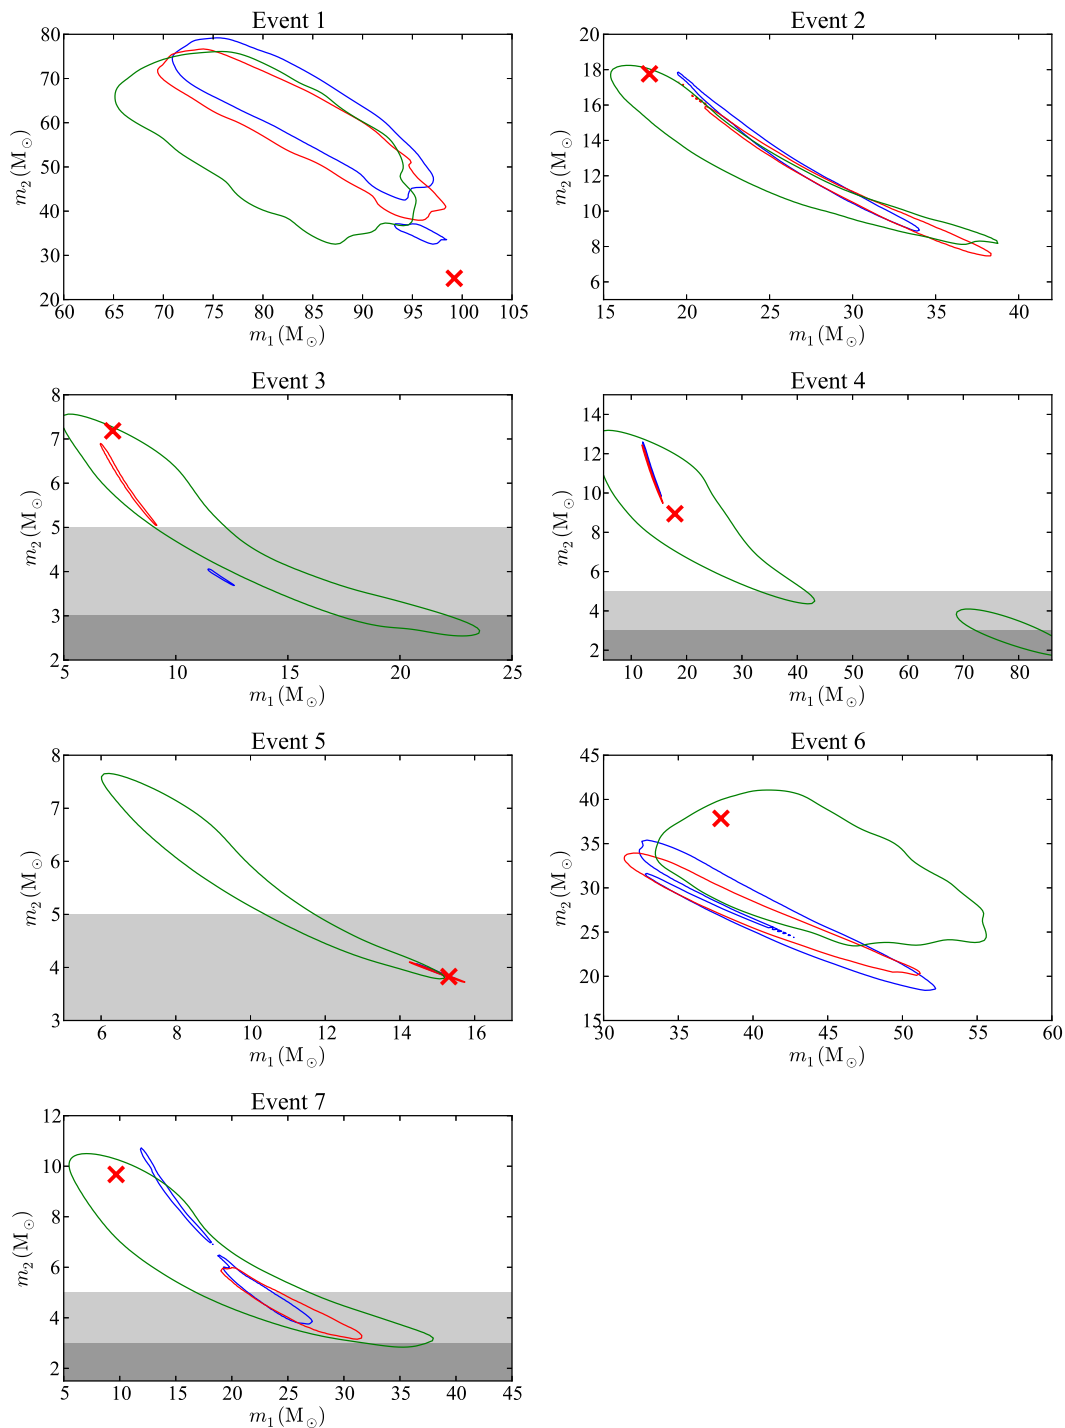 Event 1
80
70
60
50
40
30
20
m₂(M☉)
60 65 70 75 80 85 90 95 100 105
m₁(M☉)
Event 2
20
18
16
14
12
10
8
6
m₂(M☉)
15 20 25 30 35 40
m₁(M☉)
Event 3
8
7
6
5
4
3
2
m₂(M☉)
5 10 15 20 25
m₁(M☉)
Event 4
14
12
10
8
6
4
2
m₂(M☉)
10 20 30 40 50 60 70 80
m₁(M☉)
Event 5
8
7
6
5
4
3
m₂(M☉)
6 8 10 12 14 16
m₁(M☉)
Event 6
45
40
35
30
25
20
15
m₂(M☉)
30 35 40 45 50 55 60
m₁(M☉)
Event 7
12
10
8
6
4
2
m₂(M☉)
5 10 15 20 25 30 35 40 45
m₁(M☉)